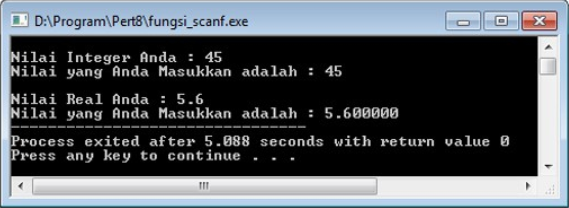 D:\Program\Pert8\fungsi_scanf.exe
Nilai Integer Anda : 45
Nilai yang Anda Masukkan adalah : 45
Nilai Real Anda : 5.6
Nilai yang Anda Masukkan adalah : 5.600000
--------------------------------
Process exited after 5.088 seconds with return value 0
Press any key to continue . . .